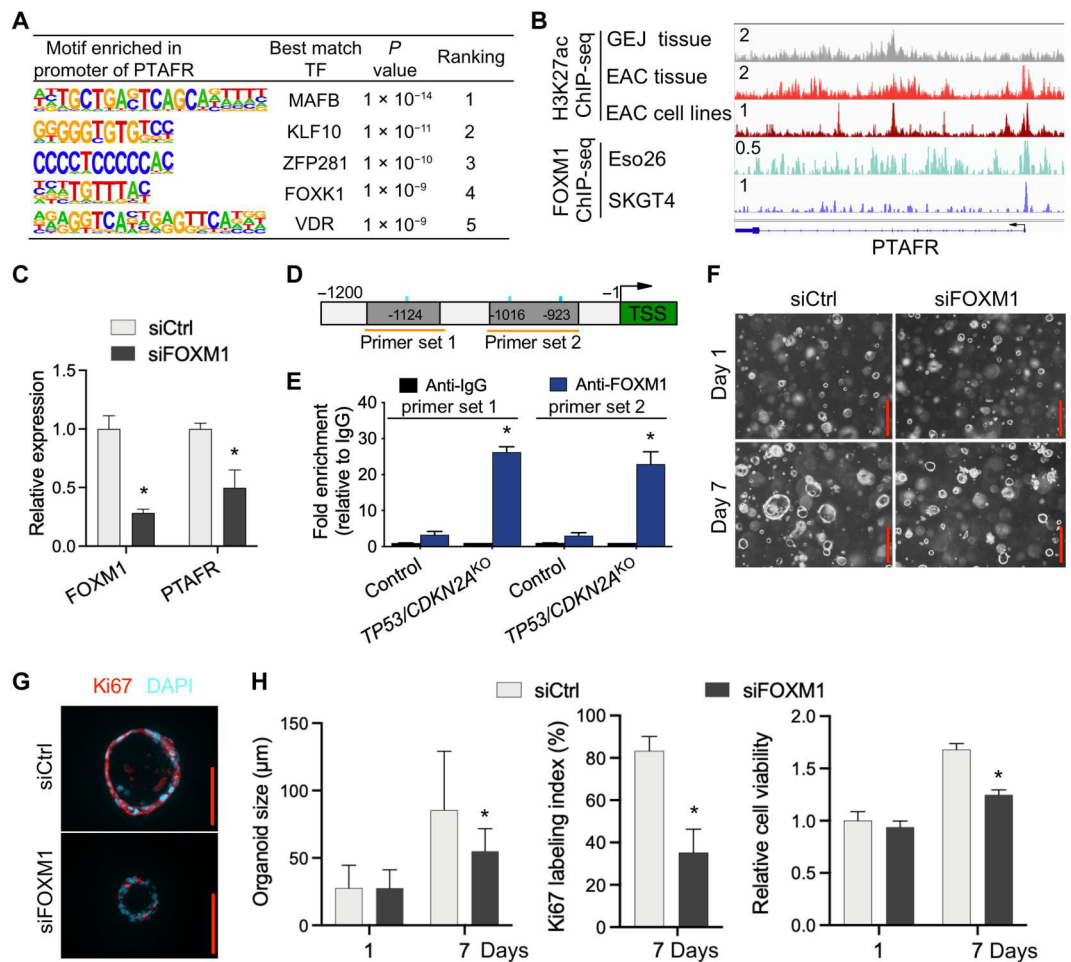 A
Motif enriched in
promoter of PTAFR
Best match
TF
P
value
Ranking
TTGCTGACTCAGCATTTTC
MAFB
1 × 10⁻¹⁴
1
GGGGGTGTGTCC
KLF10
1 × 10⁻¹¹
2
CCCCTCCCCCAC
ZFP281
1 × 10⁻¹⁰
3
TGTTTAC
FOXK1
1 × 10⁻⁹
4
GAGGTCACTGAGTTCATGG
VDR
1 × 10⁻⁹
5
B
H3K27ac
ChIP-seq
GEJ tissue
EAC tissue
EAC cell lines
FOXM1
ChIP-seq
Eso26
SKGT4
2
2
1
0.5
1
PTAFR
C
siCtrl
siFOXM1
Relative expression
1.5
1.0
0.5
0.0
*
*
FOXM1
PTAFR
D
−1200
−1
-1124
-1016
-923
TSS
Primer set 1
Primer set 2
E
Anti-IgG
Anti-FOXM1
primer set 1
primer set 2
Fold enrichment
(relative to IgG)
40
30
20
10
0
*
*
Control
TP53/CDKN2Aᴷᴼ
Control
TP53/CDKN2Aᴷᴼ
F
siCtrl
siFOXM1
Day 1
Day 7
G
Ki67 DAPI
siCtrl
siFOXM1
H
siCtrl
siFOXM1
Organoid size (µm)
150
100
50
0
*
1
7 Days
Ki67 labeling index (%)
100
80
60
40
20
0
*
7 Days
Relative cell viability
2.0
1.5
1.0
0.5
0.0
*
1
7 Days